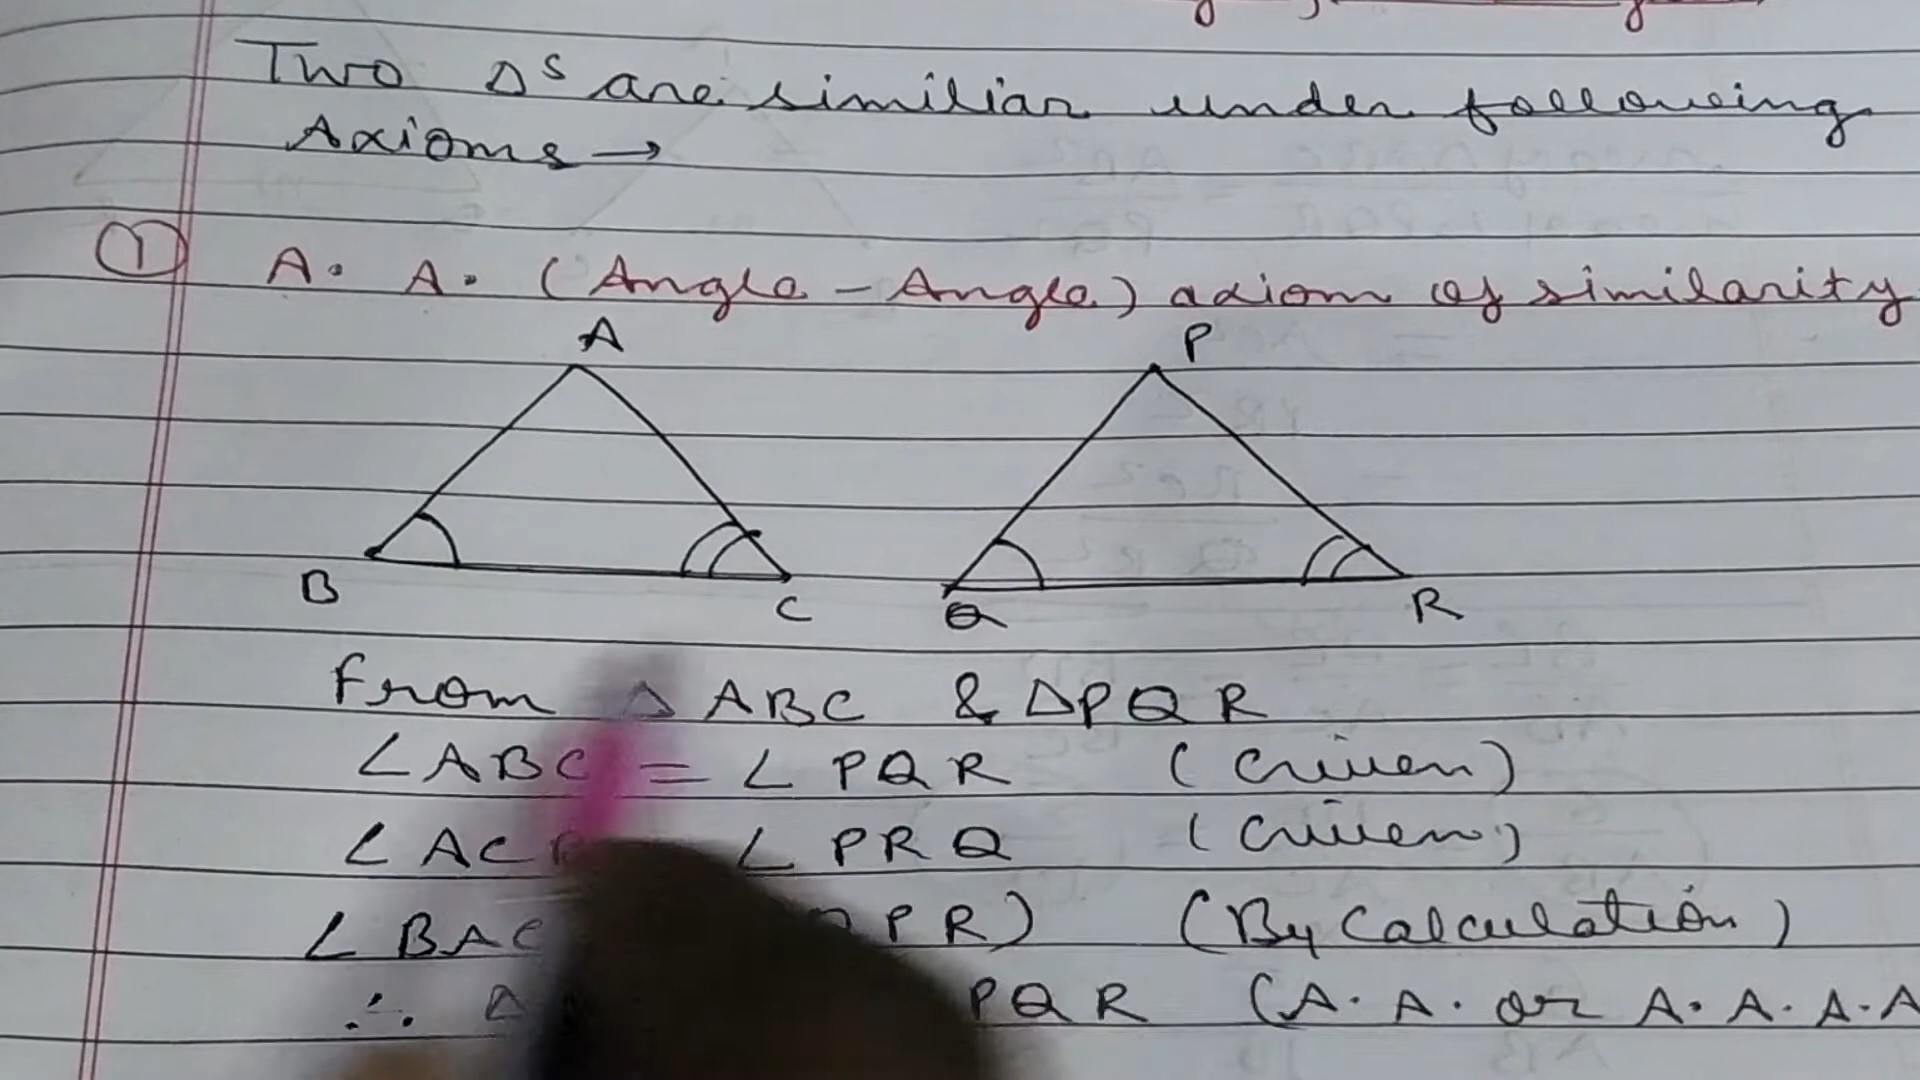 Two Δs are similiar under following
Axioms →
① A. A. (Angle - Angle) axiom of similarity
A
P
B
C
Q
R
From Δ ABC & ΔPQR
∠ABC = ∠PQR (Given)
∠AC ∠PRQ (Given)
∠BAC PR) (By Calculation)
∴ Δ PQR (A. A. or A. A. A. A